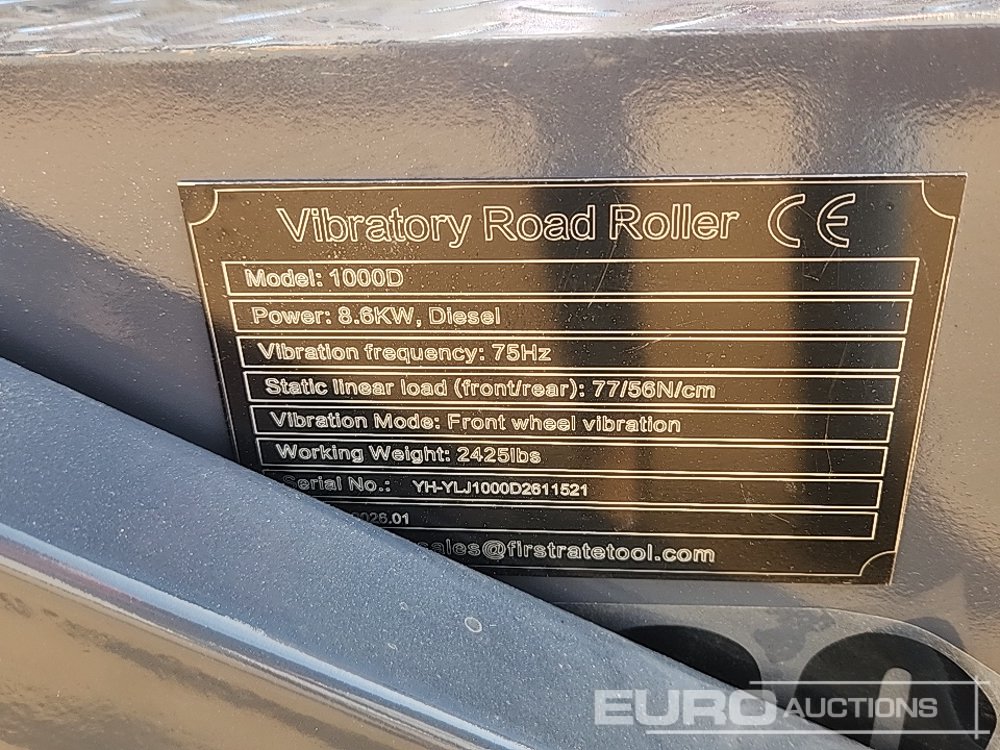 Vibratory Road Roller CE
Model: 1000D
Power: 8.6KW, Diesel
Vibration frequency: 75Hz
Static linear load (front/rear): 77/56N/cm
Vibration Mode: Front wheel vibration
Working Weight: 2425lbs
Serial No.: YH-YLJ1000D2611521
2026.01
sales@firstratetool.com
EURO AUCTIONS